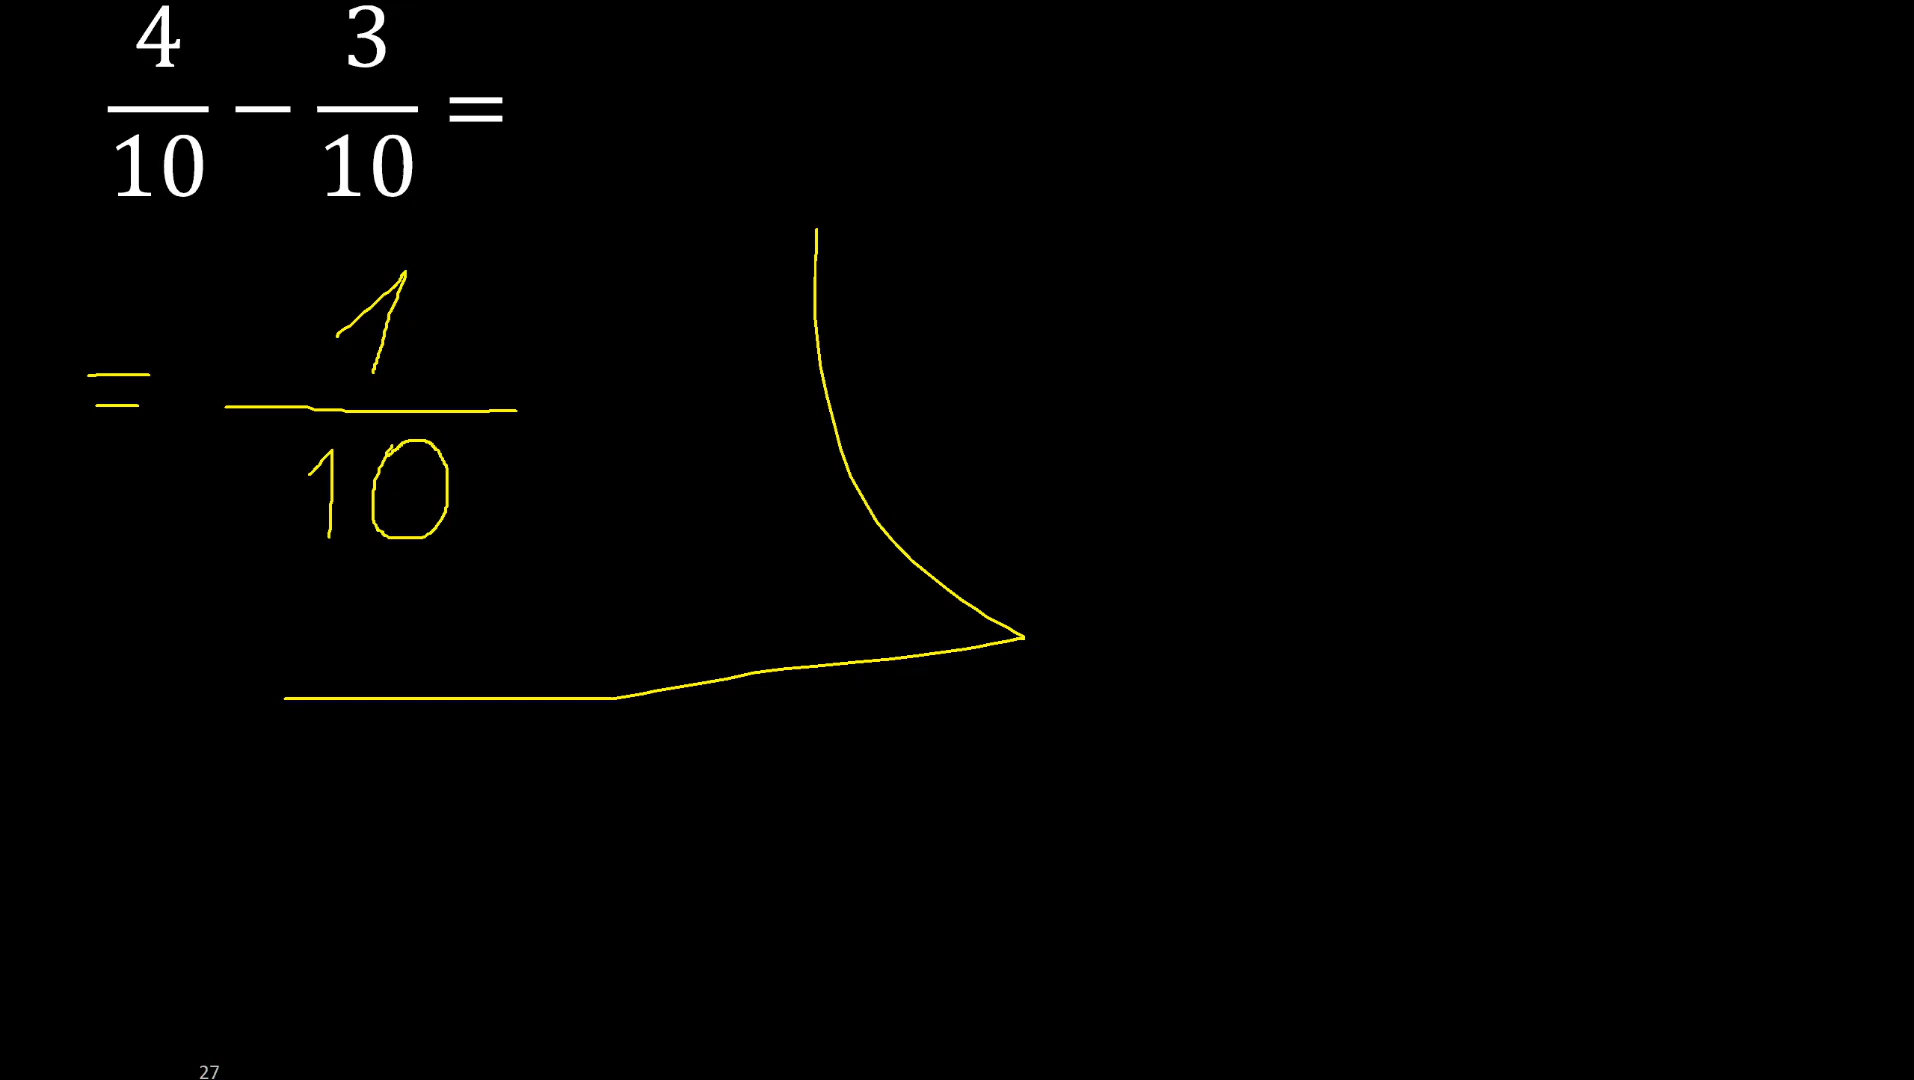 4/10 − 3/10 =
= 1/10
27